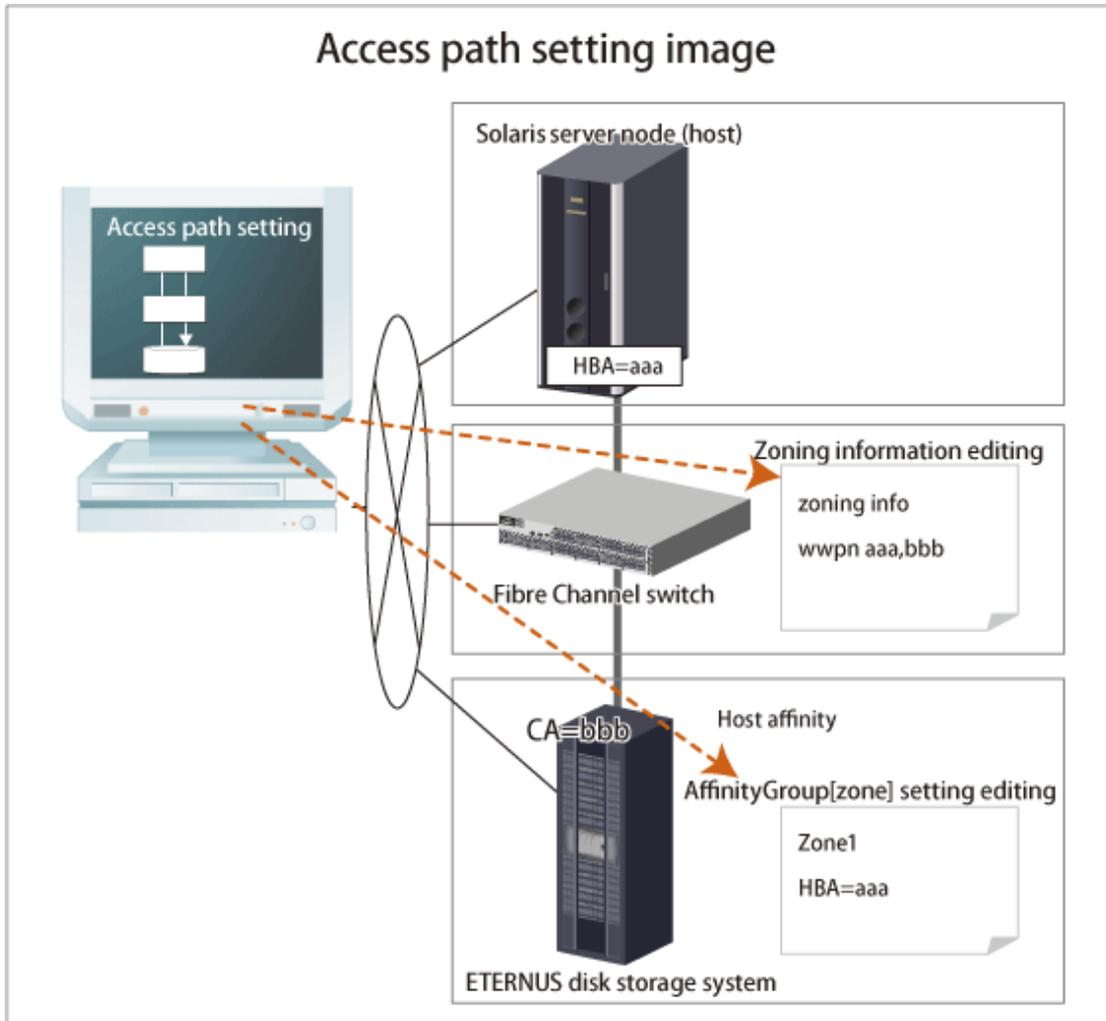 Access path setting image
Solaris server node (host)
Access path setting
HBA=aaa
Zoning information editing
zoning info
wwpn aaa,bbb
Fibre Channel switch
CA=bbb
Host affinity
AffinityGroup[zone] setting editing
Zone1
HBA=aaa
ETERNUS disk storage system